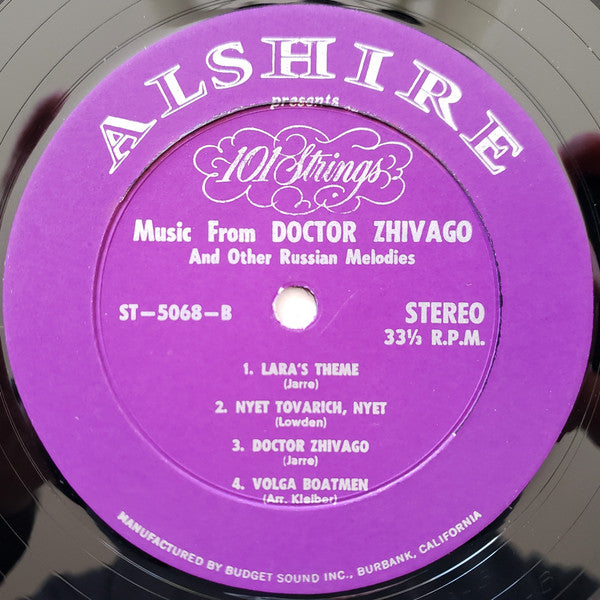 ALSHIRE
presents
101 Strings
Music From DOCTOR ZHIVAGO
And Other Russian Melodies
ST-5068-B
STEREO
33⅓ R.P.M.
1. LARA'S THEME
(Jarre)
2. NYET TOVARICH, NYET
(Lowden)
3. DOCTOR ZHIVAGO
(Jarre)
4. VOLGA BOATMEN
(Arr. Kleiber)
MANUFACTURED BY BUDGET SOUND INC., BURBANK, CALIFORNIA